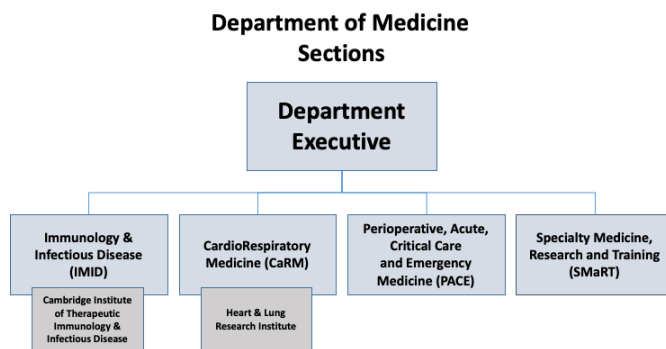 Department of Medicine
Sections
Department
Executive
Immunology &
Infectious Disease
(IMID)
CardioRespiratory
Medicine (CaRM)
Perioperative, Acute,
Critical Care
and Emergency
Medicine (PACE)
Specialty Medicine,
Research and Training
(SMaRT)
Cambridge Institute
of Therapeutic
Immunology &
Infectious Disease
Heart & Lung
Research Institute